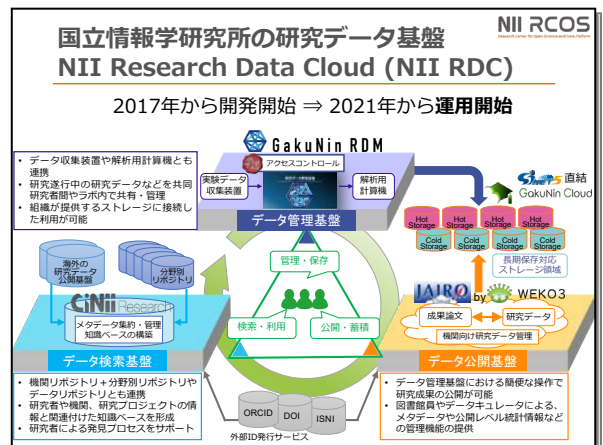 NII RCOS
Research Center for Open Science and Data Platform
国立情報学研究所の研究データ基盤
NII Research Data Cloud (NII RDC)
2017年から開発開始 ⇒ 2021年から運用開始
GakuNin RDM
アクセスコントロール
• データ収集装置や解析用計算機とも
連携
• 研究遂行中の研究データなどを共同
研究者間やラボ内で共有・管理
• 組織が提供するストレージに接続し
た利用が可能
実験データ
収集装置
解析用
計算機
データ管理基盤
SINET5 直結
GakuNin Cloud
Hot
Storage
Hot
Storage
Hot
Storage
Hot
Storage
Cold
Storage
Cold
Storage
Cold
Storage
Cold
Storage
長期保存対応
ストレージ領域
海外の
研究データ
公開基盤
分野別
リポジトリ
CiNii Research
メタデータ集約・管理
知識ベースの構築
データ検索基盤
管理・保存
検索・利用
公開・蓄積
JAIRO
by
WEKO3
成果論文
研究データ
機関向け研究データ管理
データ公開基盤
• 機関リポジトリ+分野別リポジトリや
データリポジトリとも連携
• 研究者や機関、研究プロジェクトの情
報と関連付けた知識ベースを形成
• 研究者による発見プロセスをサポート
ORCID
DOI
ISNI
外部ID発行サービス
• データ管理基盤における簡便な操作で
研究成果の公開が可能
• 図書館員やデータキュレータによる、
メタデータや公開レベル統計情報など
の管理機能の提供